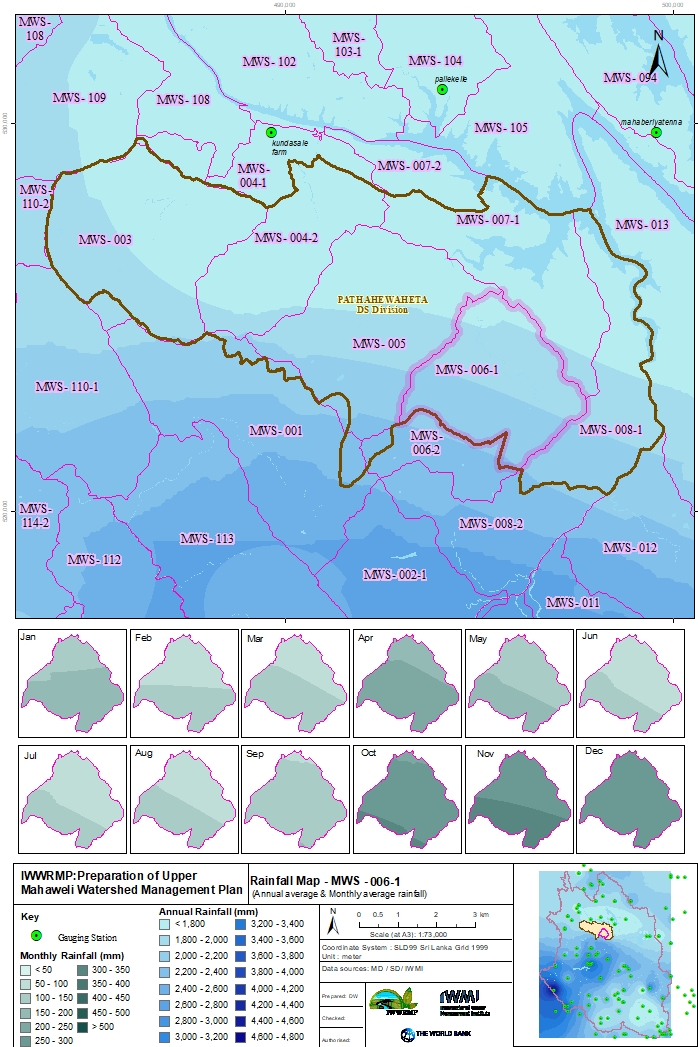 480,000
500,000
530,000
520,000
MWS-
108
MWS- 109
MWS- 108
MWS- 102
MWS-
103-1
MWS- 104
MWS- 094
N
pallekelle
kundasale
farm
mahaberiyatenna
MWS- 105
MWS-
110-2
MWS-
004-1
MWS- 007-2
MWS- 003
MWS- 004-2
MWS- 007-1
MWS- 013
PATHAHEWAHETA
DS Division
MWS- 005
MWS- 006-1
MWS- 110-1
MWS- 001
MWS-
006-2
MWS- 008-1
MWS-
114-2
MWS- 112
MWS- 113
MWS- 008-2
MWS- 002-1
MWS- 012
MWS- 011
Jan
Feb
Mar
Apr
May
Jun
Jul
Aug
Sep
Oct
Nov
Dec
IWWRMP:Preparation of Upper
Mahaweli Watershed Management Plan
Rainfall Map - MWS - 006-1
(Annual average & Monthly average rainfall)
Key
Gauging Station
Monthly Rainfall (mm)
< 50
50 - 100
100 - 150
150 - 200
200 - 250
250 - 300
300 - 350
350 - 400
400 - 450
450 - 500
> 500
Annual Rainfall (mm)
< 1,800
1,800 - 2,000
2,000 - 2,200
2,200 - 2,400
2,400 - 2,600
2,600 - 2,800
2,800 - 3,000
3,000 - 3,200
3,200 - 3,400
3,400 - 3,600
3,600 - 3,800
3,800 - 4,000
4,000 - 4,200
4,200 - 4,400
4,400 - 4,600
4,600 - 4,800
N
0 0.5 1 2 3 km
Scale (at A3): 1:73,000
Coordinate System : SLD99 Sri Lanka Grid 1999
Unit : meter
Data sources: MD / SD/ IWMI
Prepared: DW
Checked:
Authorised:
IWWRMP
IWMI
International Water
Management Institute
THE WORLD BANK